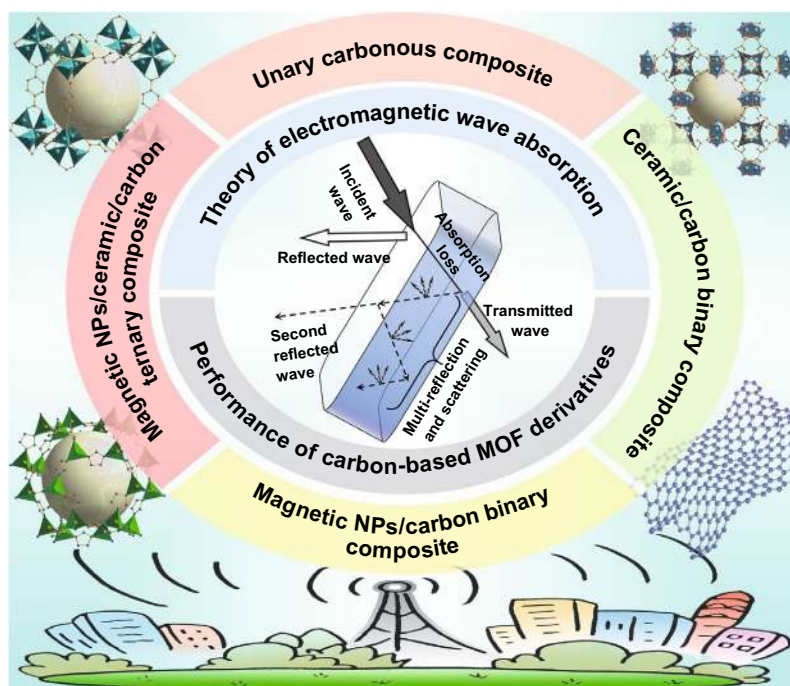 Unary carbonous composite
Theory of electromagnetic wave absorption
Ceramic/carbon binary composite
Magnetic NPs/ceramic/carbon
ternary composite
Incident
wave
Absorption
loss
Reflected wave
Transmitted
wave
Second
reflected
wave
Multi-reflection
and scattering
Performance of carbon-based MOF derivatives
Magnetic NPs/carbon binary
composite